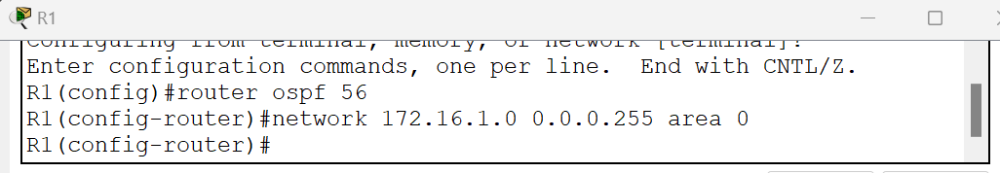 R1
Configuring from terminal, memory, or network [terminal]?
Enter configuration commands, one per line.  End with CNTL/Z.
R1(config)#router ospf 56
R1(config-router)#network 172.16.1.0 0.0.0.255 area 0
R1(config-router)#